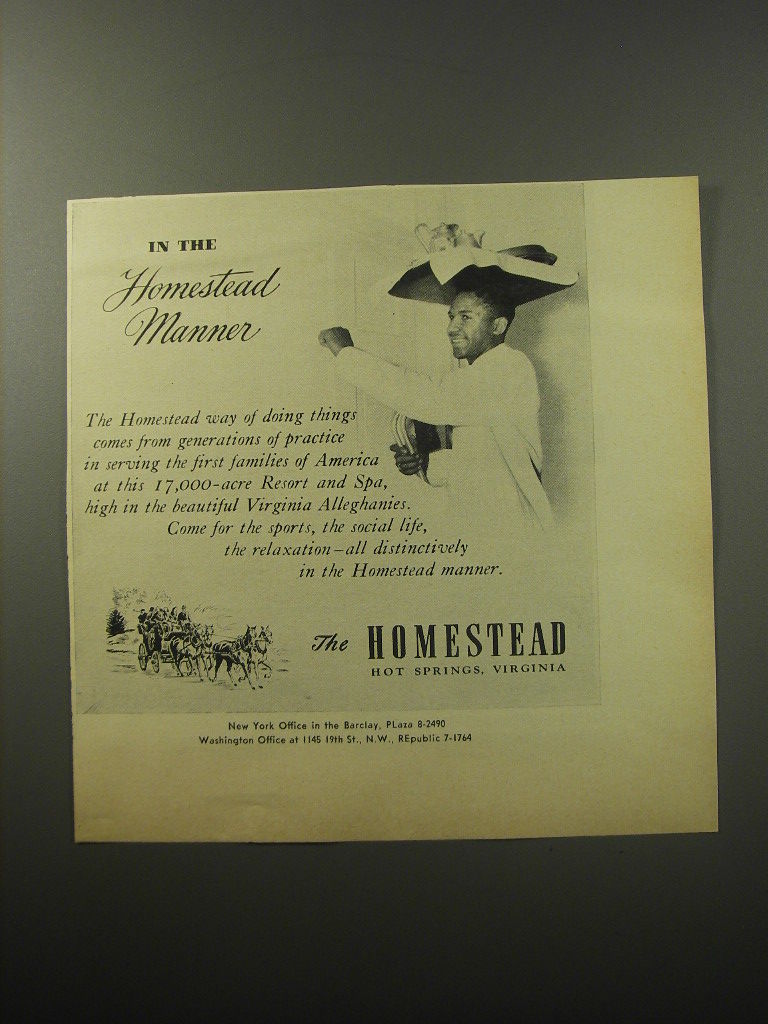 IN THE
Homestead
Manner
The Homestead way of doing things
comes from generations of practice
in serving the first families of America
at this 17,000-acre Resort and Spa,
high in the beautiful Virginia Alleghanies.
Come for the sports, the social life,
the relaxation—all distinctively
in the Homestead manner.
The HOMESTEAD
HOT SPRINGS, VIRGINIA
New York Office in the Barclay, PLaza 8-2490
Washington Office at 1145 19th St., N.W., REpublic 7-1764